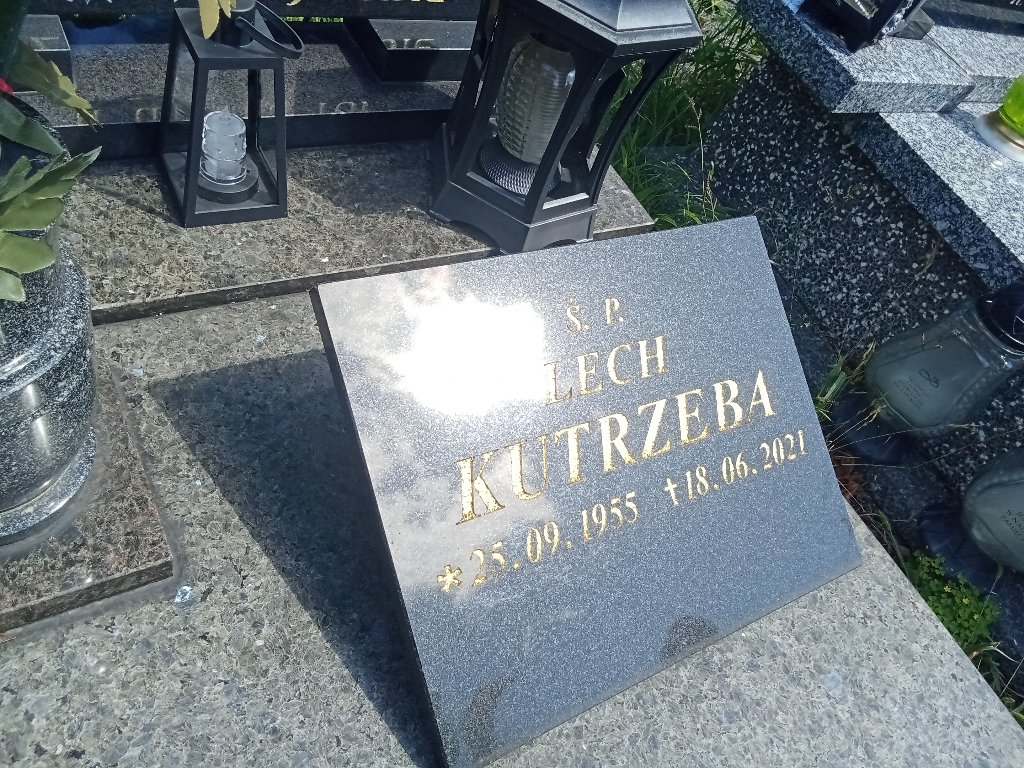 Ś. P.
LECH
KUTRZEBA
* 25.09.1955 †18.06.2021